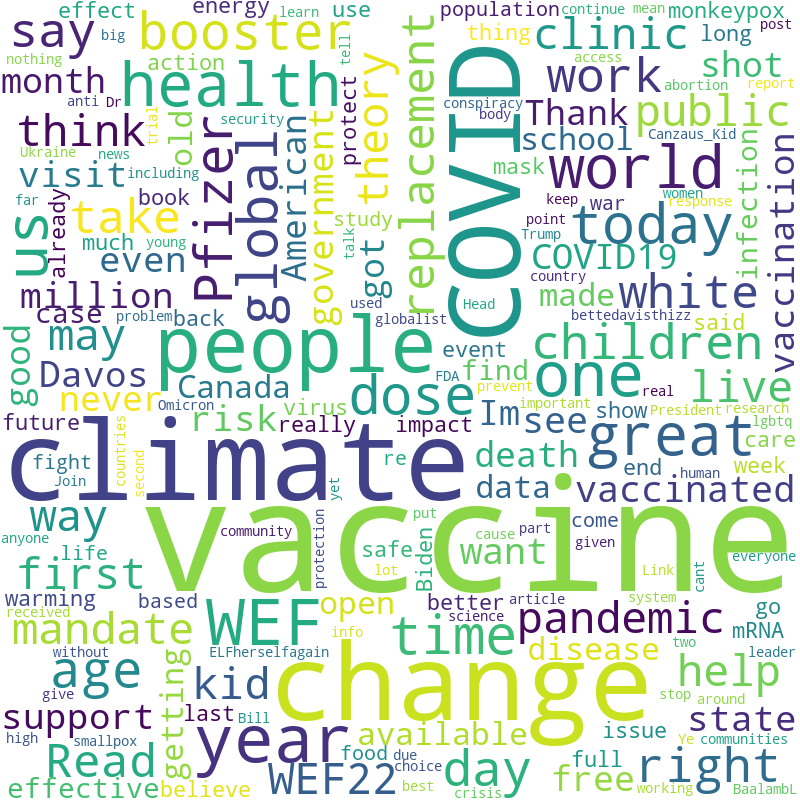 effect
energy
use
learn
continue
mean
population
monkeypox
access
post
say
big
booster
tell
thing
clinic
long
nothing
month
health
action
theory
replacement
COVID
conspiracy
work
shot
abortion
report
anti
Dr
trial
old
security
protect
body
Thank
public
think
Pfizer
global
American
government
school
Canzaus_Kid
Ukraine
news
including
mask
world
infection
vaccination
visit
book
study
war
keep
women
response
far
us
already
take
talk
got
point
Trump
today
much
young
even
country
COVID19
million
used
Head
made
white
case
problem
back
globalist
bettedavisthizz
said
good
may
people
event
find
children
FDA
prevent
one
real
Davos
Canada
dose
live
never
Omicron
virus
important
Im
see
show
President
research
lgbtq
future
countries
second
risk
really
impact
great
care
climate
fight
Join
re
death
end
week
data
human
vaccinated
way
yet
vaccine
put
come
anyone
community
protection
cause
part
given
life
safe
Biden
want
everyone
first
lot
Link
cant
warming
based
open
better
article
system
go
received
mandate
WEF
info
time
science
pandemic
two
mRNA
without
ELFherselfagain
disease
leader
age
getting
kid
change
help
stop
around
give
support
last
Bill
state
high
smallpox
year
available
issue
Ye
communities
Read
food
due
full
right
choice
day
free
effective
believe
WEF22
best
crisis
working
BaalambL